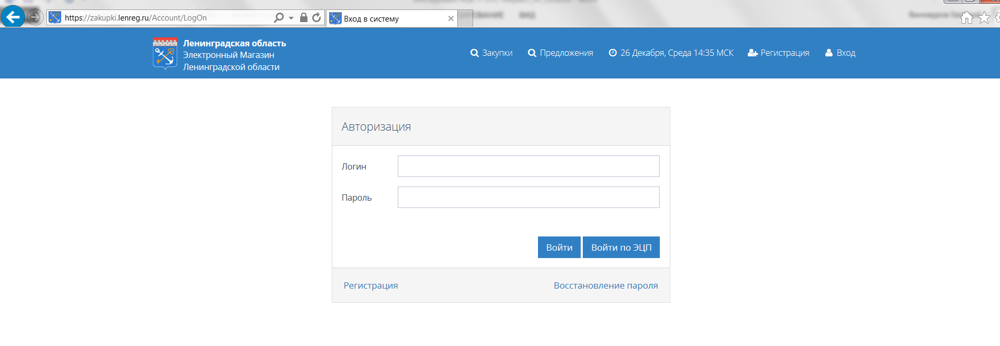 https://zakupki.lenreg.ru/Account/LogOn
Вход в систему
ВИД
Ленинградская область
Электронный Магазин
Ленинградской области
Закупки
Предложения
26 Декабря, Среда 14:35 МСК
Регистрация
Вход
Авторизация
Логин
Пароль
Войти
Войти по ЭЦП
Регистрация
Восстановление пароля